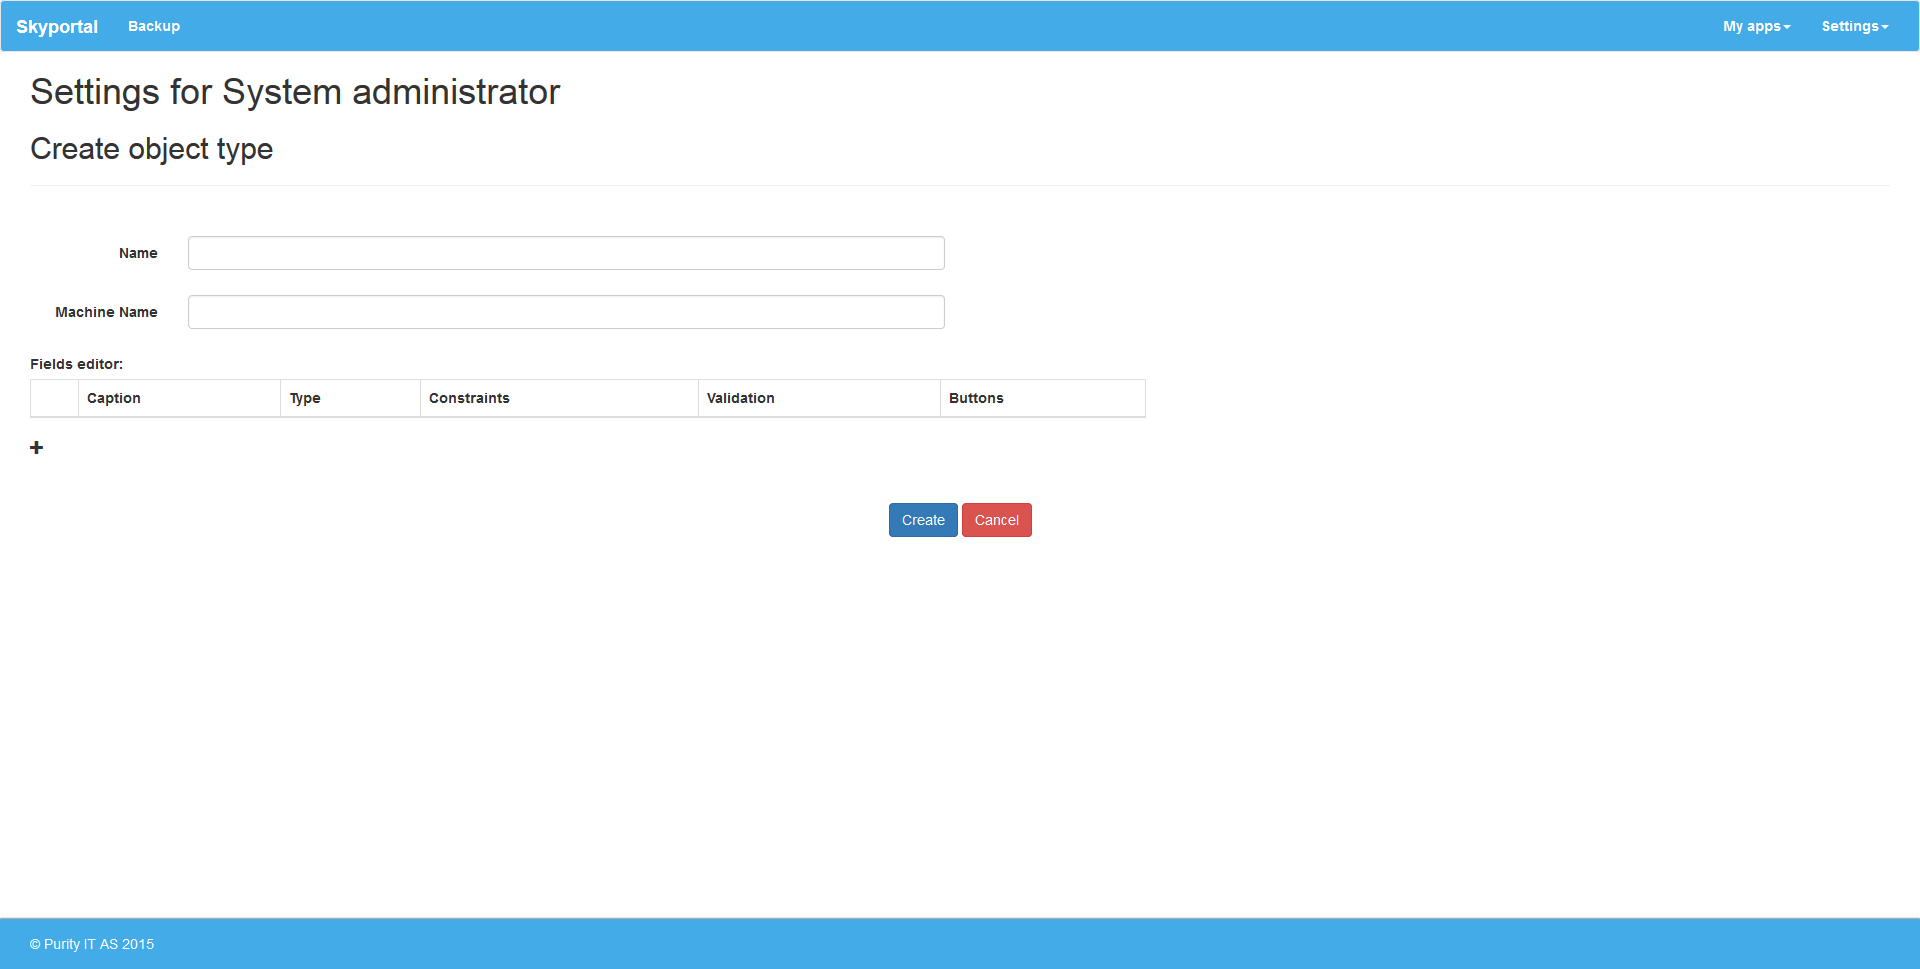 Skyportal Backup My apps Settings
Settings for System administrator
Create object type
Name
Machine Name
Fields editor:
Caption Type Constraints Validation Buttons
Create Cancel
© Purity IT AS 2015